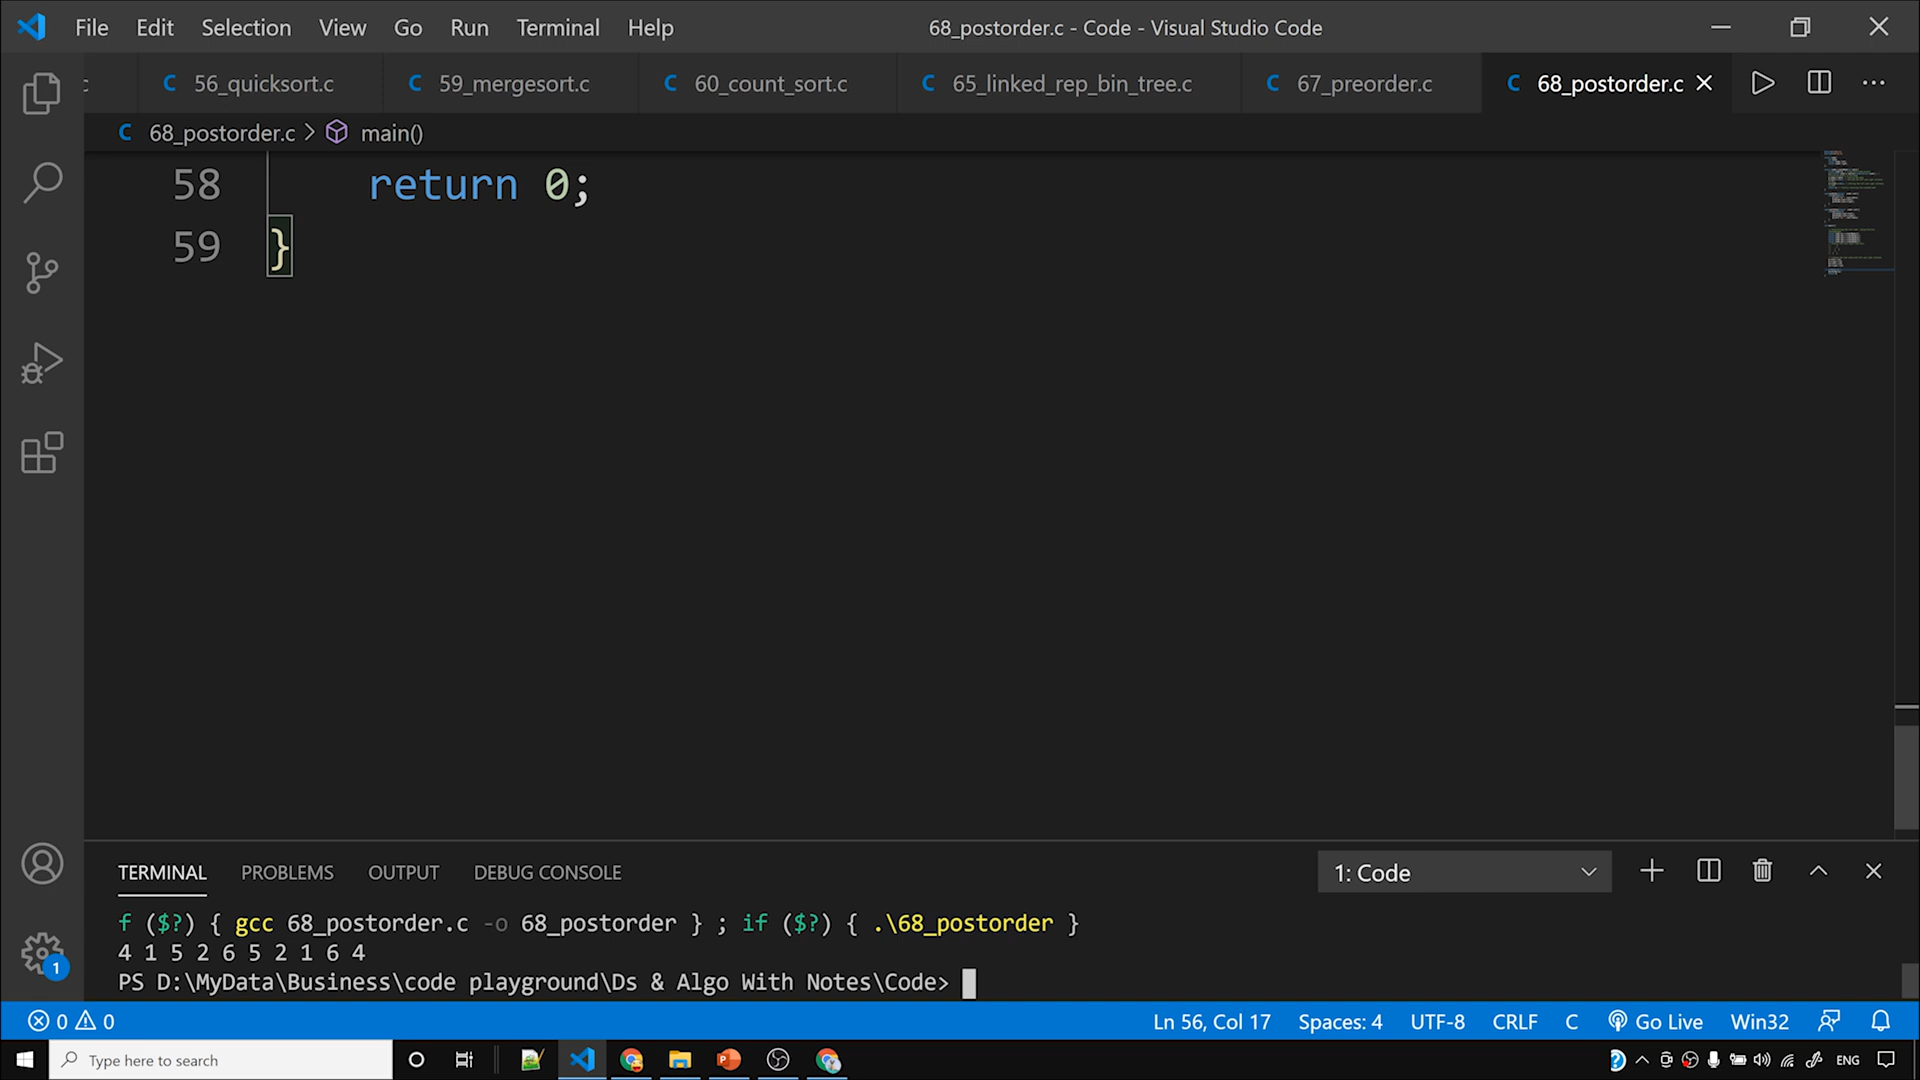 File Edit Selection View Go Run Terminal Help 68_postorder.c - Code - Visual Studio Code
c 56_quicksort.c 59_mergesort.c 60_count_sort.c 65_linked_rep_bin_tree.c 67_preorder.c 68_postorder.c
68_postorder.c > main()
58 return 0;
59 }
TERMINAL PROBLEMS OUTPUT DEBUG CONSOLE 1: Code
f ($?) { gcc 68_postorder.c -o 68_postorder } ; if ($?) { .\68_postorder }
4 1 5 2 6 5 2 1 6 4
PS D:\MyData\Business\code playground\Ds & Algo With Notes\Code>
1
0 0 Ln 56, Col 17 Spaces: 4 UTF-8 CRLF C Go Live Win32
Type here to search ENG